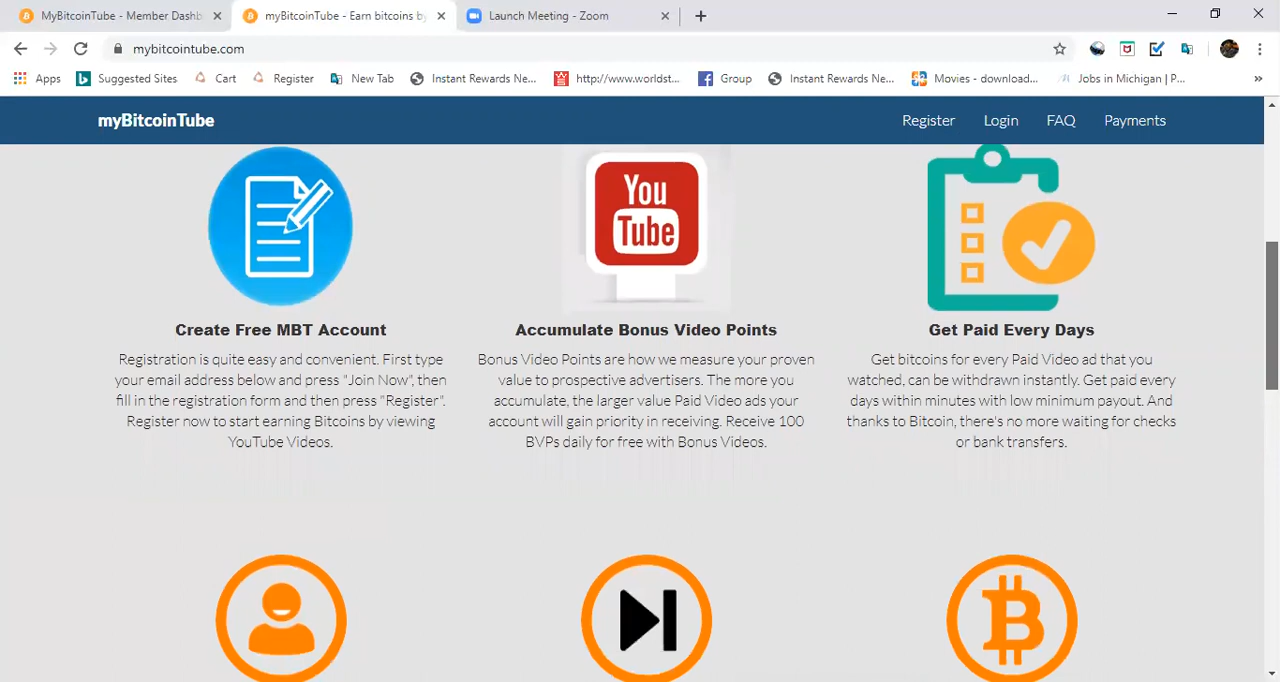 MyBitcoinTube - Member Dashb
myBitcoinTube - Earn bitcoins by
Launch Meeting - Zoom
mybitcointube.com
Apps
Suggested Sites
Cart
Register
New Tab
Instant Rewards Ne...
http://www.worldst...
Group
Instant Rewards Ne...
Movies - download...
Jobs in Michigan | P...
myBitcoinTube
Register
Login
FAQ
Payments
You
Tube
Create Free MBT Account
Registration is quite easy and convenient. First type
your email address below and press "Join Now", then
fill in the registration form and then press "Register".
Register now to start earning Bitcoins by viewing
YouTube Videos.
Accumulate Bonus Video Points
Bonus Video Points are how we measure your proven
value to prospective advertisers. The more you
accumulate, the larger value Paid Video ads your
account will gain priority in receiving. Receive 100
BVPs daily for free with Bonus Videos.
Get Paid Every Days
Get bitcoins for every Paid Video ad that you
watched, can be withdrawn instantly. Get paid every
days within minutes with low minimum payout. And
thanks to Bitcoin, there's no more waiting for checks
or bank transfers.